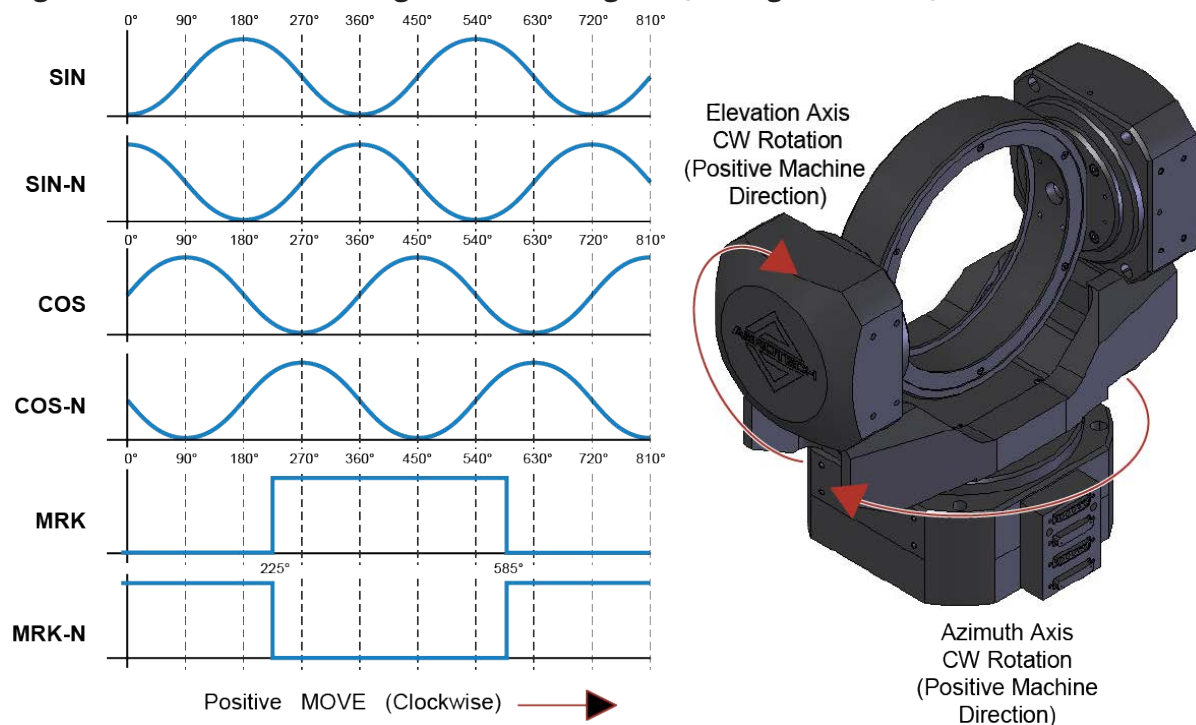 0° 90° 180° 270° 360° 450° 540° 630° 720° 810°
SIN
SIN-N
0° 90° 180° 270° 360° 450° 540° 630° 720° 810°
COS
COS-N
0° 90° 180° 270° 360° 450° 540° 630° 720° 810°
MRK
225° 585°
MRK-N
Positive MOVE (Clockwise)
Elevation Axis
CW Rotation
(Positive Machine
Direction)
AEROTECH
Azimuth Axis
CW Rotation
(Positive Machine
Direction)